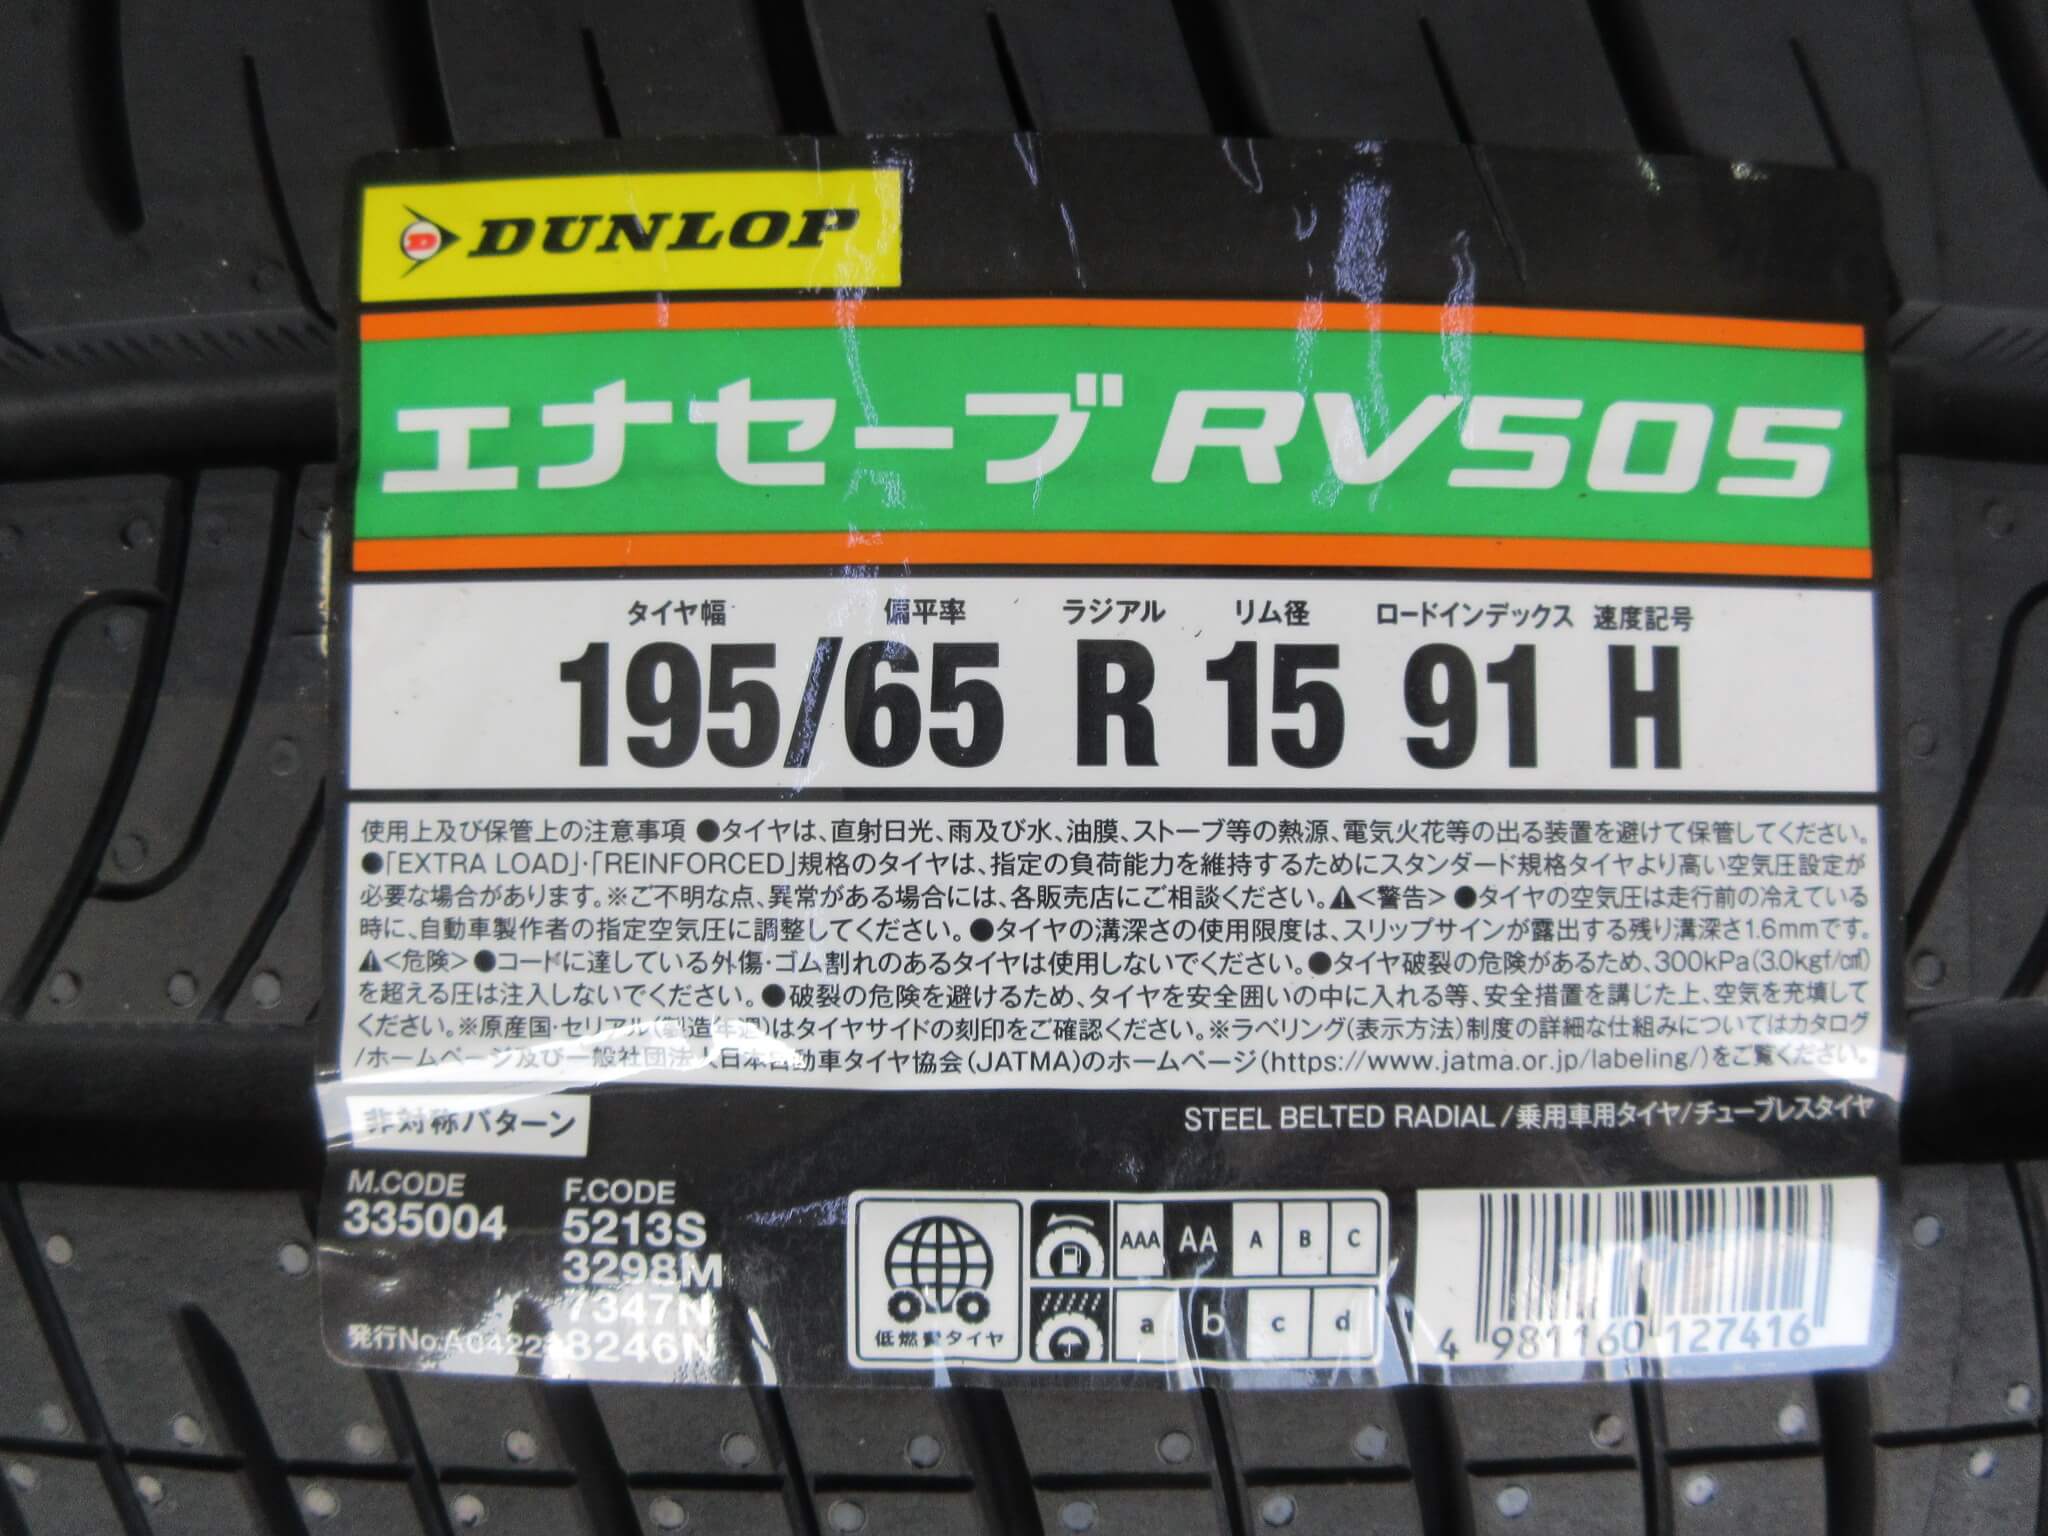 DUNLOP
エナセーブ RV505
タイヤ幅 偏平率 ラジアル リム径 ロードインデックス 速度記号
195/65 R 15 91 H
使用上及び保管上の注意事項 ●タイヤは、直射日光、雨及び水、油膜、ストーブ等の熱源、電気火花等の出る装置を避けて保管してください。
●「EXTRA LOAD」・「REINFORCED」規格のタイヤは、指定の負荷能力を維持するためにスタンダード規格タイヤより高い空気圧設定が
必要な場合があります。※ご不明な点、異常がある場合には、各販売店にご相談ください。⚠<警告> ●タイヤの空気圧は走行前の冷えている
時に、自動車製作者の指定空気圧に調整してください。●タイヤの溝深さの使用限度は、スリップサインが露出する残り溝深さ1.6mmです。
⚠<危険> ●コードに達している外傷・ゴム割れのあるタイヤは使用しないでください。●タイヤ破裂の危険があるため、300kPa(3.0kgf/c㎡)
を超える圧は注入しないでください。●破裂の危険を避けるため、タイヤを安全囲いの中に入れる等、安全措置を講じた上、空気を充填して
ください。※原産国・セリアル(製造年週)はタイヤサイドの刻印をご確認ください。※ラベリング(表示方法)制度の詳細な仕組みについてはカタログ
/ホームページ及び一般社団法人日本自動車タイヤ協会(JATMA)のホームページ(https://www.jatma.or.jp/labeling/)をご覧ください。
非対称パターン
STEEL BELTED RADIAL/乗用車用タイヤ/チューブレスタイヤ
M.CODE
335004
F.CODE
5213S
3298M
7347N
8246N
発行No.A0422
低燃費タイヤ
AAA AA A B C
a b c d
4 981160 127416